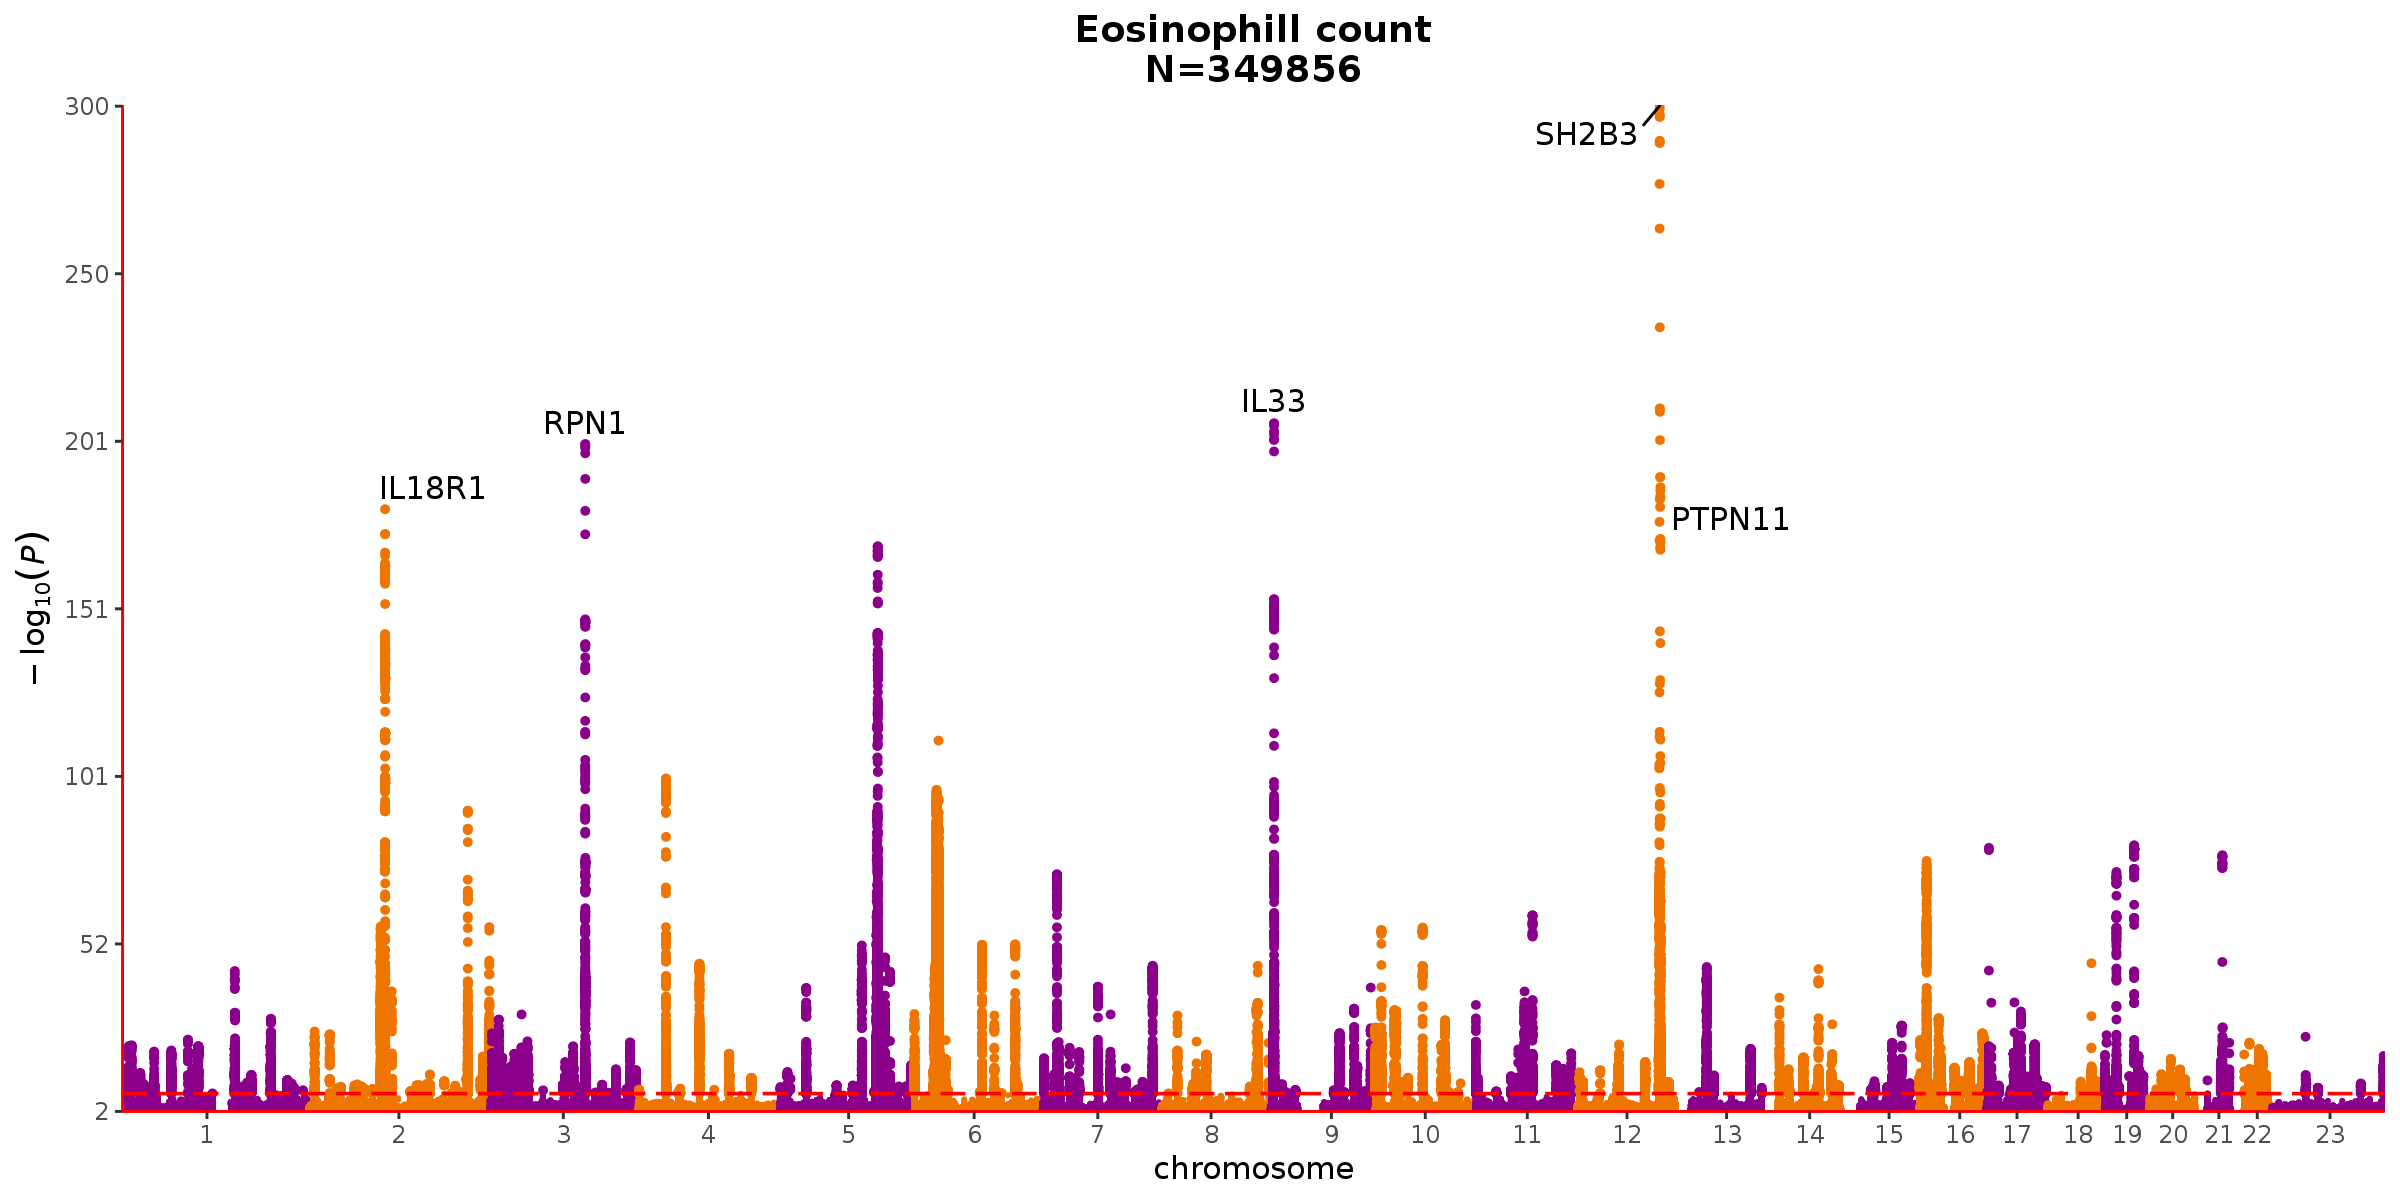 Eosinophill count
N=349856
300
SH2B3
250
IL33
RPN1
201
IL18R1
PTPN11
−log10(P)
151
101
52
2
1 2 3 4 5 6 7 8 9 10 11 12 13 14 15 16 17 18 19 20 21 22 23
chromosome